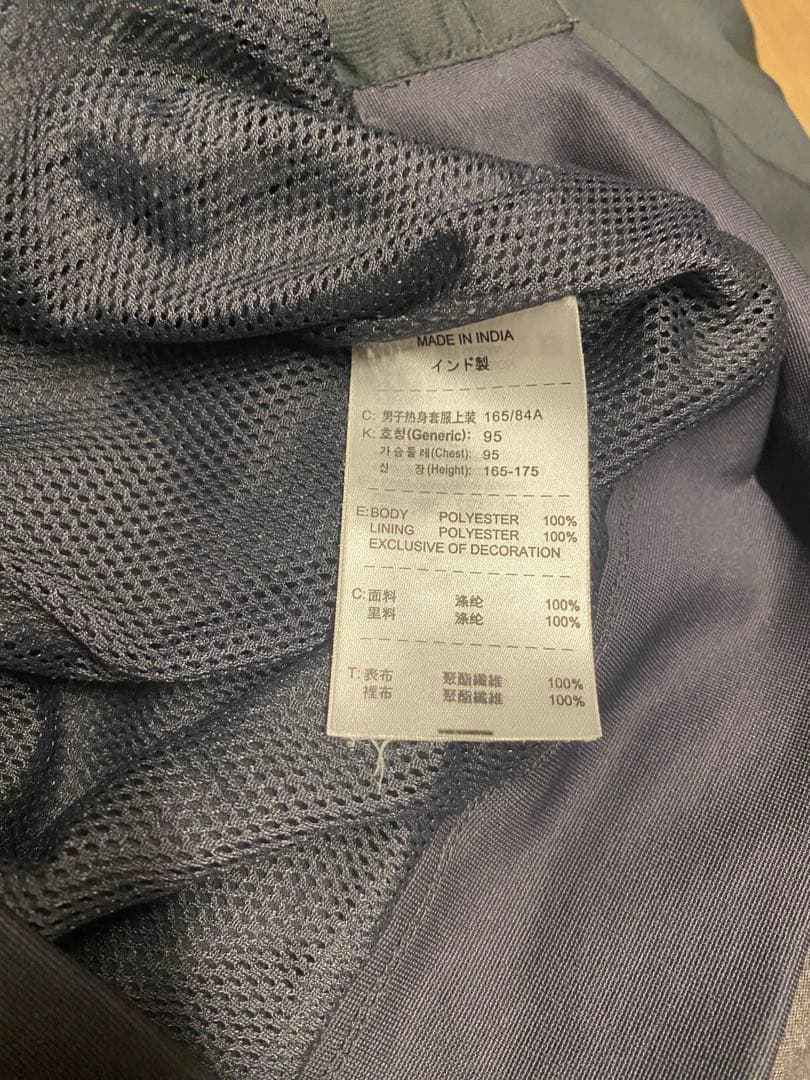 MADE IN INDIA
インド製
C: 男子热身套服上装 165/84A
K: 호칭(Generic): 95
가슴둘레(Chest): 95
신 장(Height): 165-175
E:BODY POLYESTER 100%
LINING POLYESTER 100%
EXCLUSIVE OF DECORATION
C:面料 涤纶 100%
里料 涤纶 100%
T:表布 聚酯纖維 100%
裡布 聚酯纖維 100%